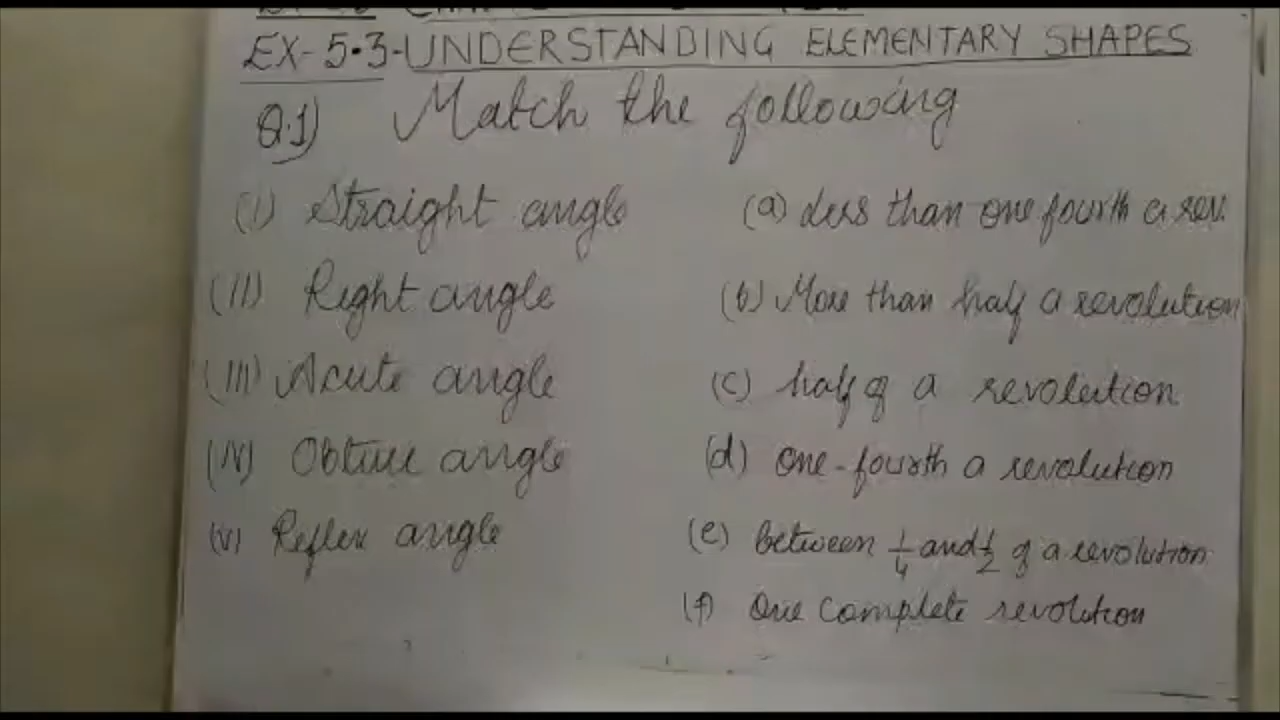 EX- 5.3-UNDERSTANDING ELEMENTARY SHAPES
Q.1) Match the following
(I) Straight angle (a) Less than one fourth a rev.
(II) Right angle (b) More than half a revolution
(III) Acute angle (c) half of a revolution
(IV) Obtuse angle (d) one-fourth a revolution
(V) Reflex angle (e) between 1/4 and 1/2 of a revolution
(f) One complete revolution